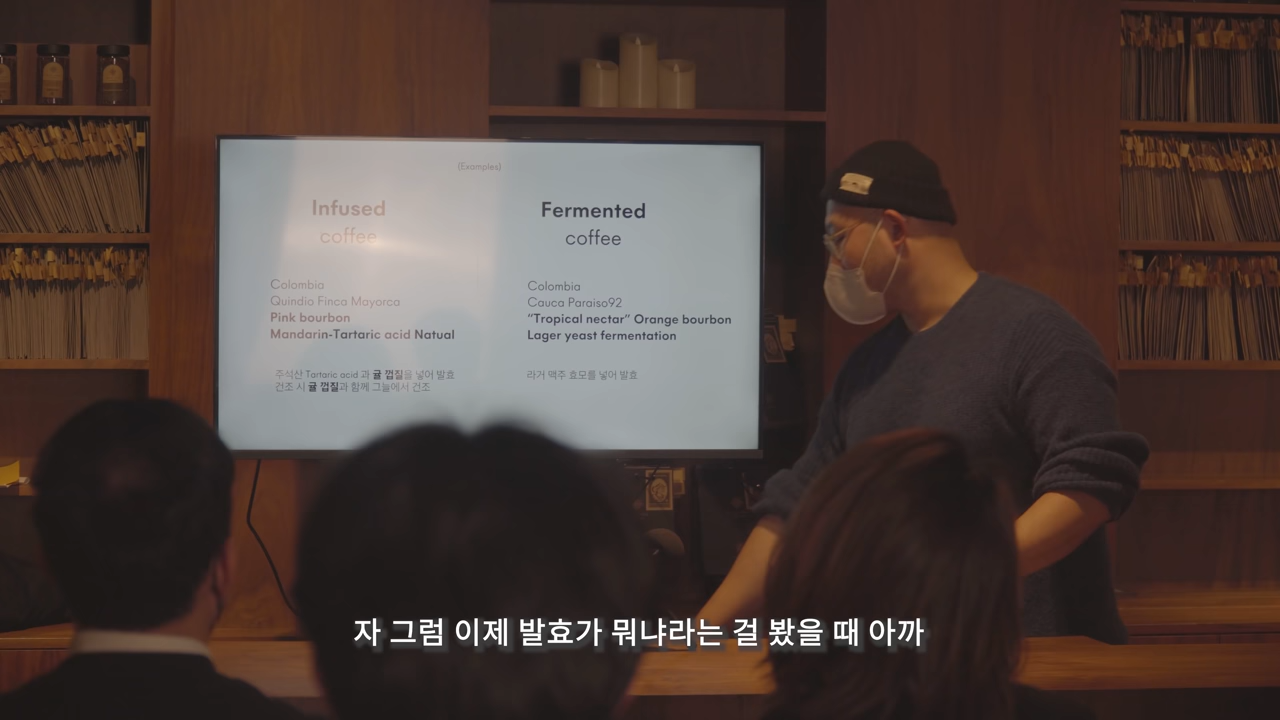 (Examples)
Infused
coffee
Colombia
Quindio Finca Mayorca
Pink bourbon
Mandarin-Tartaric acid Natual
주석산 Tartaric acid 과 귤 껍질을 넣어 발효
건조 시 귤 껍질과 함께 그늘에서 건조
Fermented
coffee
Colombia
Cauca Paraiso92
“Tropical nectar” Orange bourbon
Lager yeast fermentation
라거 맥주 효모를 넣어 발효
자 그럼 이제 발효가 뭐냐라는 걸 봤을 때 아까